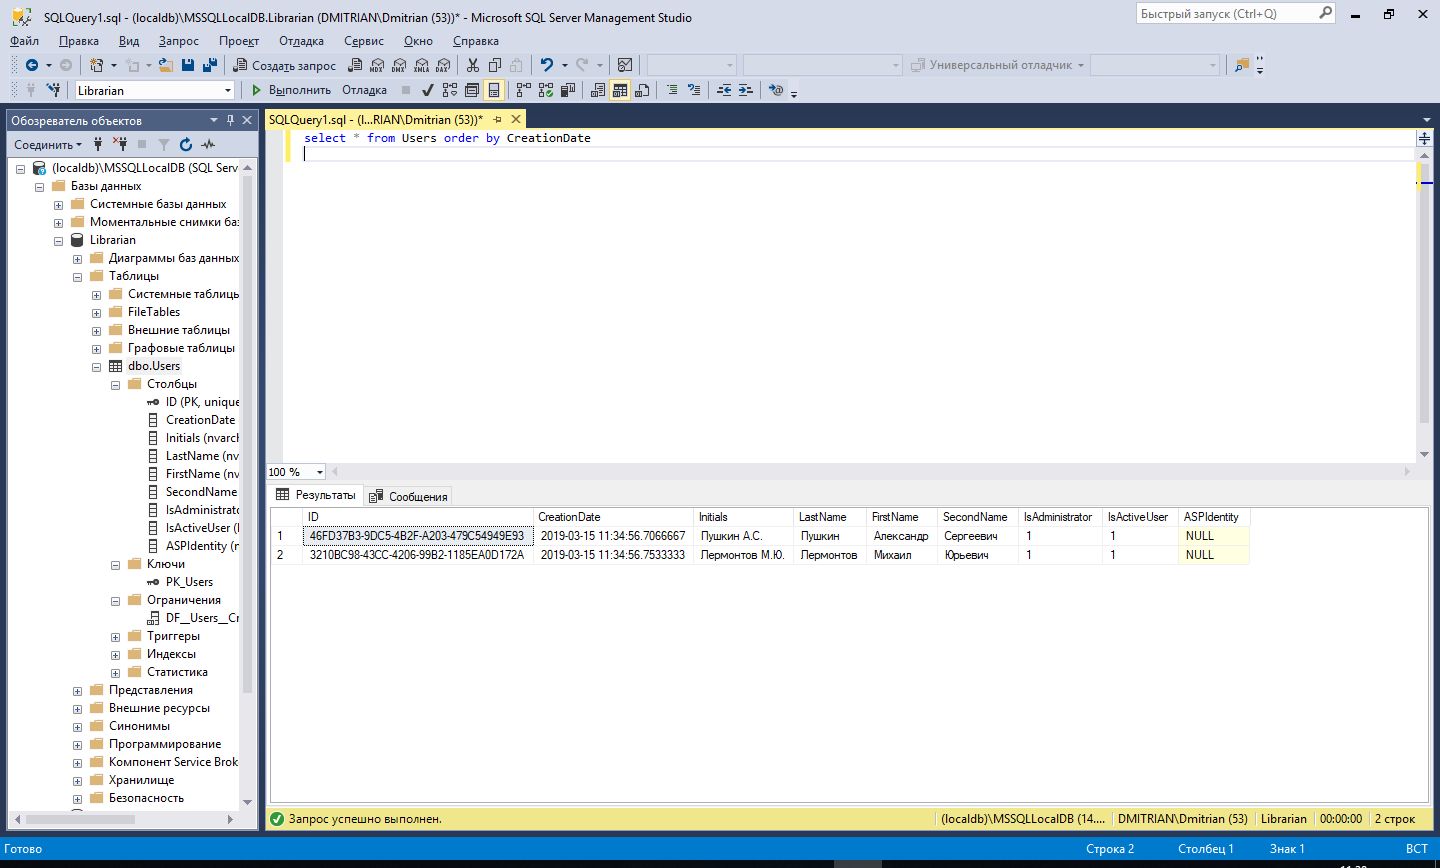 SQLQuery1.sql - (localdb)\MSSQLLocalDB.Librarian (DMITRIAN\Dmitrian (53))* - Microsoft SQL Server Management Studio
Быстрый запуск (Ctrl+Q)
Файл Правка Вид Запрос Проект Отладка Сервис Окно Справка
Создать запрос MDX DMX XMLA DAX Универсальный отладчик
Librarian Выполнить Отладка
Обозреватель объектов
SQLQuery1.sql - (l...RIAN\Dmitrian (53))*
Соединить
(localdb)\MSSQLLocalDB (SQL Serv
Базы данных
Системные базы данных
Моментальные снимки баз
Librarian
Диаграммы баз данных
Таблицы
Системные таблицы
FileTables
Внешние таблицы
Графовые таблицы
dbo.Users
Столбцы
ID (PK, unique
CreationDate
Initials (nvarch
LastName (nv
FirstName (nv
SecondName
IsAdministrato
IsActiveUser (
ASPIdentity (n
Ключи
PK_Users
Ограничения
DF__Users__Cr
Триггеры
Индексы
Статистика
Представления
Внешние ресурсы
Синонимы
Программирование
Компонент Service Brok
Хранилище
Безопасность
select * from Users order by CreationDate
100 %
Результаты Сообщения
ID CreationDate Initials LastName FirstName SecondName IsAdministrator IsActiveUser ASPIdentity
1 46FD37B3-9DC5-4B2F-A203-479C54949E93 2019-03-15 11:34:56.7066667 Пушкин А.С. Пушкин Александр Сергеевич 1 1 NULL
2 3210BC98-43CC-4206-99B2-1185EA0D172A 2019-03-15 11:34:56.7533333 Лермонтов М.Ю. Лермонтов Михаил Юрьевич 1 1 NULL
Запрос успешно выполнен. (localdb)\MSSQLLocalDB (14.... DMITRIAN\Dmitrian (53) Librarian 00:00:00 2 строк
Готово Строка 2 Столбец 1 Знак 1 ВСТ